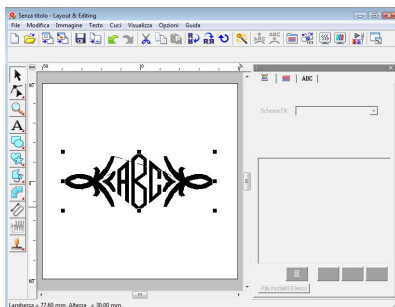 Senza titolo - Layout & Editing
File Modifica Immagine Testo Cuci Visualizza Opzioni Guida
ABC
Schema Fili:
ABC
Alla modalità Elenco
Larghezza = 77.60 mm Altezza = 30.00 mm